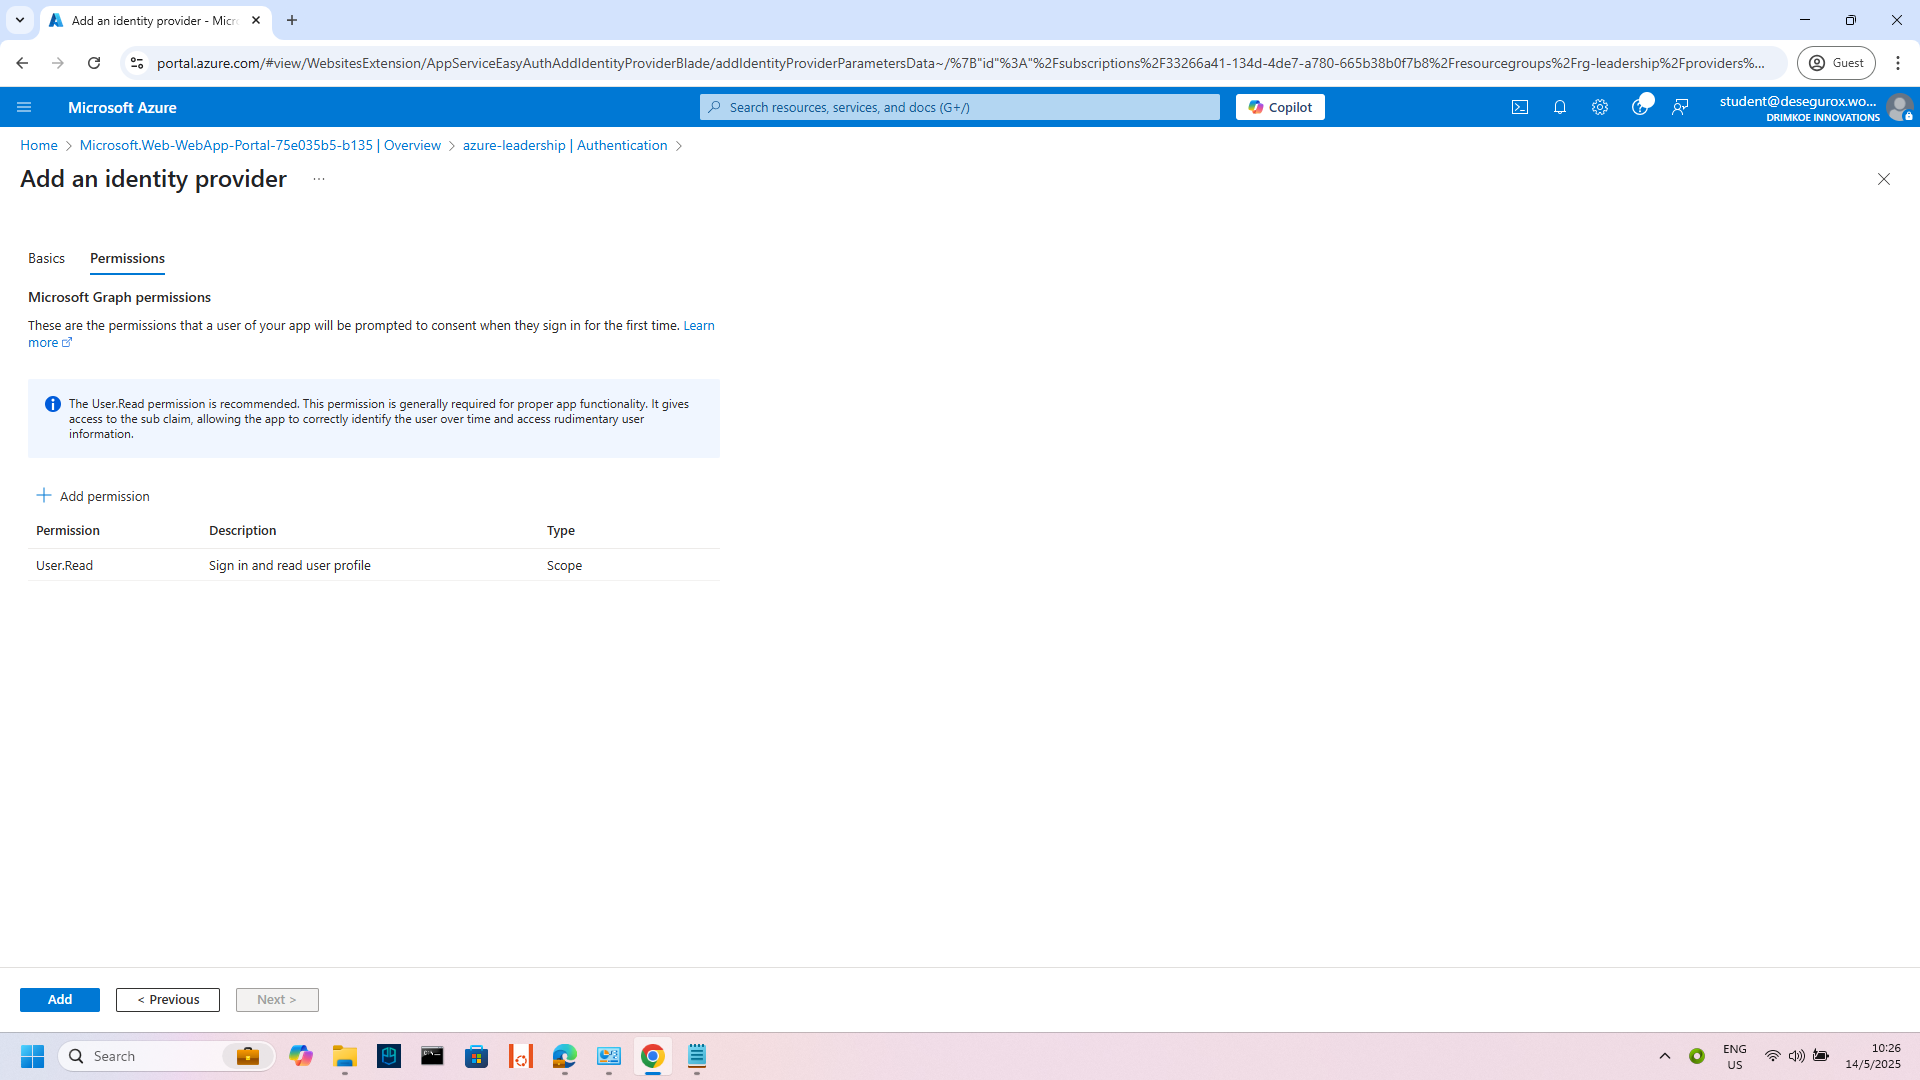 Add an identity provider - Micr
portal.azure.com/#view/WebsitesExtension/AppServiceEasyAuthAddIdentityProviderBlade/addIdentityProviderParametersData~/%7B"id"%3A"%2Fsubscriptions%2F33266a41-134d-4de7-a780-665b38b0f7b8%2Fresourcegroups%2Frg-leadership%2Fproviders%...
Guest
Microsoft Azure
Search resources, services, and docs (G+/)
Copilot
student@desegurox.wo...
DRIMKOE INNOVATIONS
Home > Microsoft.Web-WebApp-Portal-75e035b5-b135 | Overview > azure-leadership | Authentication >
Add an identity provider ...
Basics
Permissions
Microsoft Graph permissions
These are the permissions that a user of your app will be prompted to consent when they sign in for the first time. Learn
more
The User.Read permission is recommended. This permission is generally required for proper app functionality. It gives
access to the sub claim, allowing the app to correctly identify the user over time and access rudimentary user
information.
Add permission
Permission Description Type
User.Read Sign in and read user profile Scope
Add
< Previous
Next >
Search
ENG
US
10:26
14/5/2025